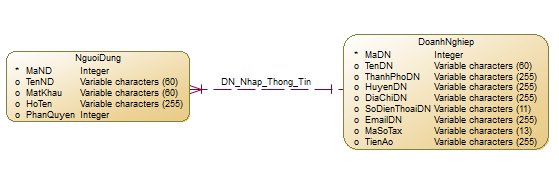 NguoiDung
* MaND Integer
o TenND Variable characters (60)
o MatKhau Variable characters (60)
o HoTen Variable characters (255)
o PhanQuyen Integer
DN_Nhap_Thong_Tin
DoanhNghiep
* MaDN Integer
o TenDN Variable characters (60)
o ThanhPhoDN Variable characters (255)
o HuyenDN Variable characters (255)
o DiaChiDN Variable characters (255)
o SoDienThoaiDN Variable characters (11)
o EmailDN Variable characters (255)
o MaSoTax Variable characters (13)
o TienAo Variable characters (255)